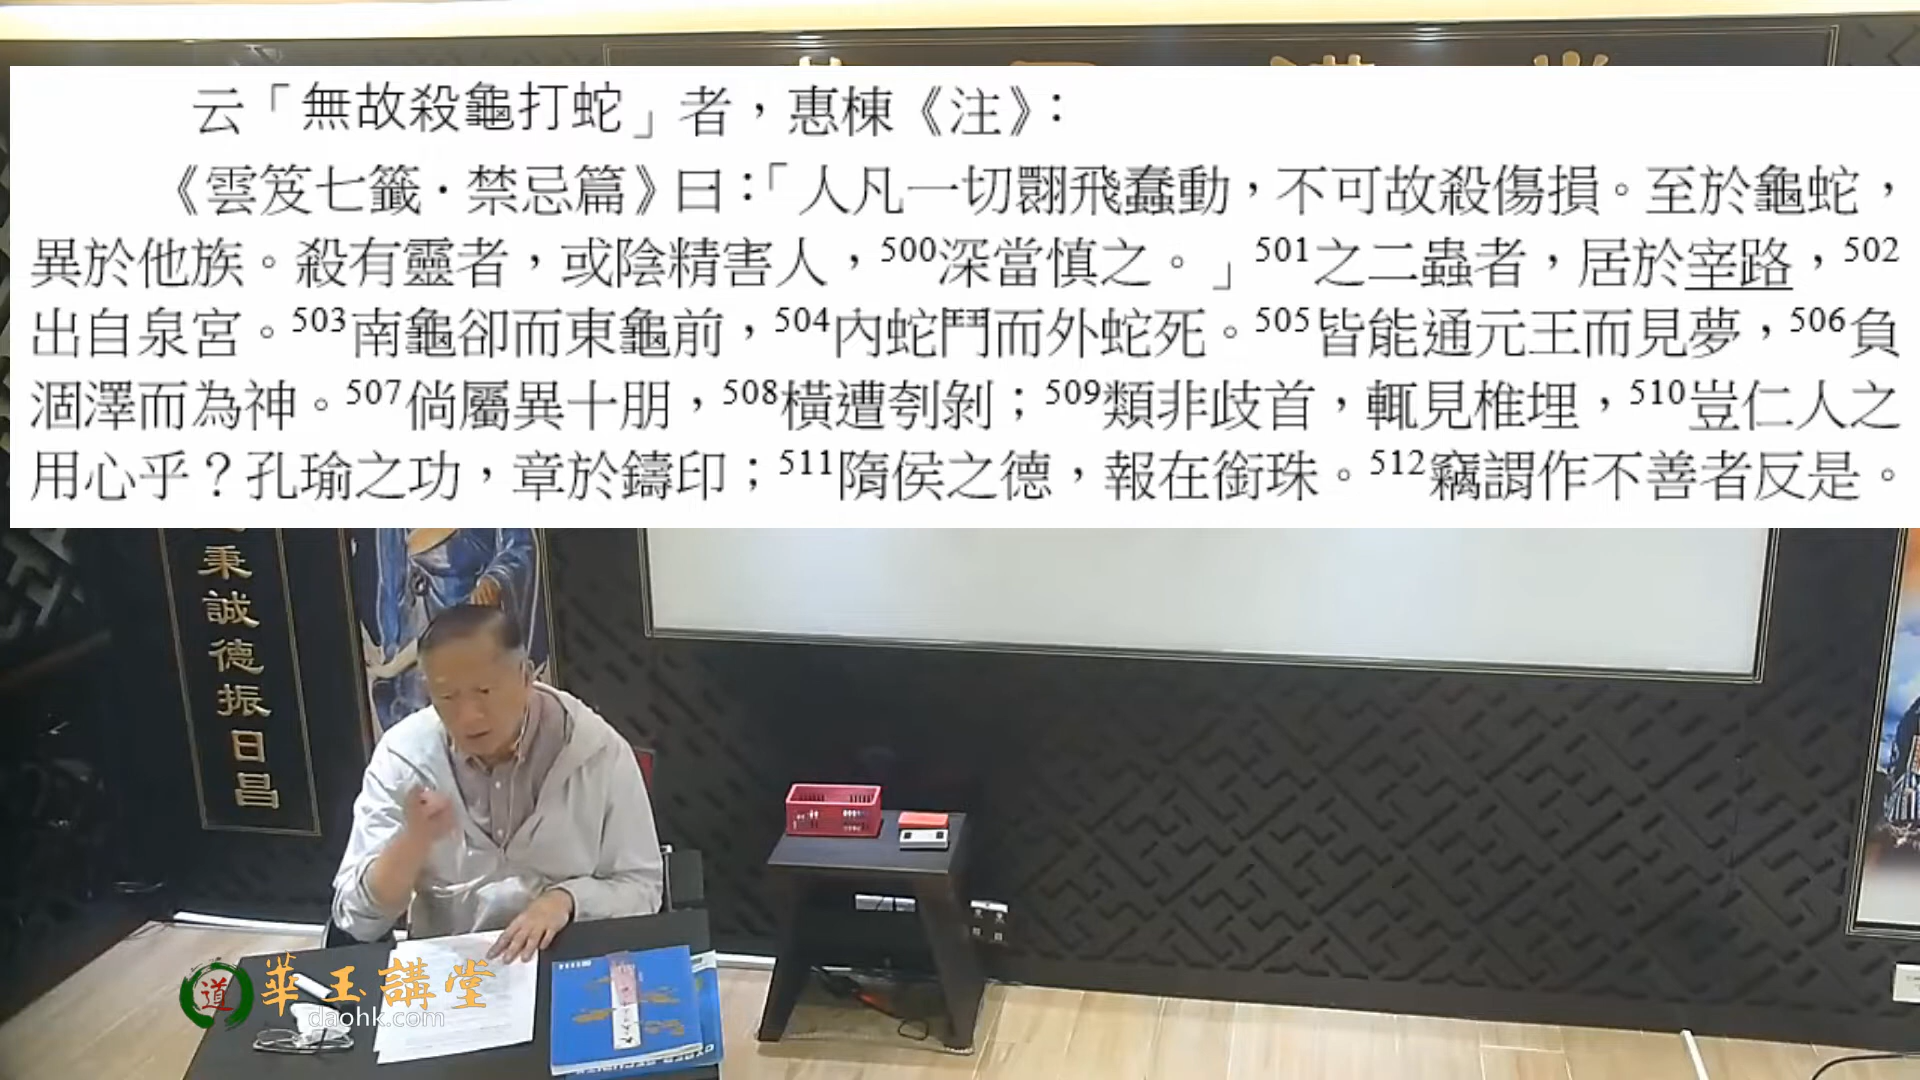 云「無故殺龜打蛇」者，惠棟《注》：
《雲笈七籤·禁忌篇》曰：「人凡一切翾飛蠢動，不可故殺傷損。至於龜蛇，
異於他族。殺有靈者，或陰精害人，500深當慎之。」501之二蟲者，居於宰路，502
出自泉宮。503南龜卻而東龜前，504內蛇鬥而外蛇死。505皆能通元王而見夢，506負
涸澤而為神。507倘屬異十朋，508橫遭刳剝；509類非歧首，輒見椎埋，510豈仁人之
用心乎？孔瑜之功，章於鑄印；511隋侯之德，報在銜珠。512竊謂作不善者反是。
秉誠德振日昌
道 華玉講堂
daohk.com